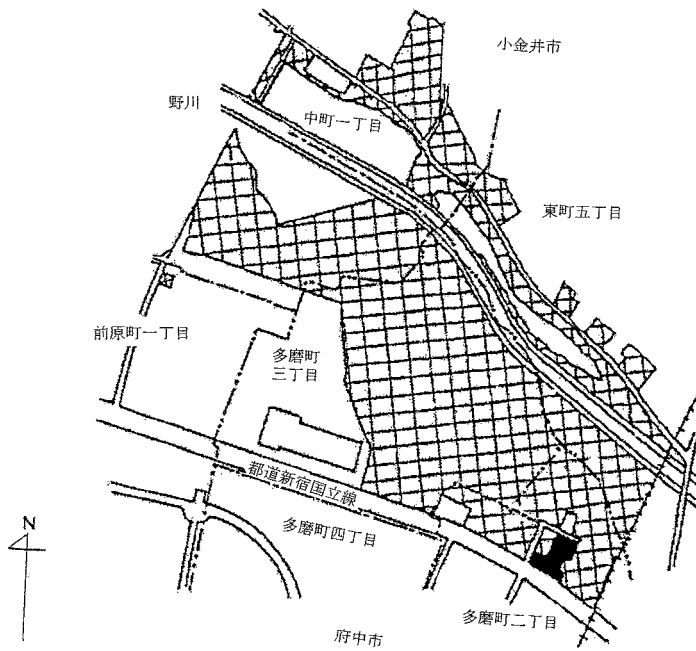 小金井市
野川
中町一丁目
東町五丁目
前原町一丁目
多磨町
三丁目
都道新宿国立線
多磨町四丁目
N
多磨町二丁目
府中市